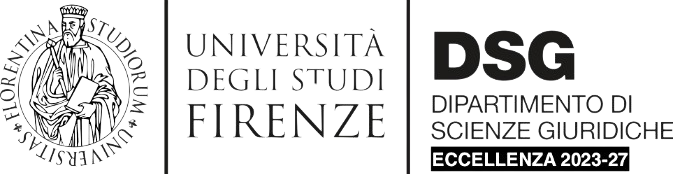 FLORENTINA STUDIORUM UNIVERSITAS
UNIVERSITÀ
DEGLI STUDI
FIRENZE
DSG
DIPARTIMENTO DI
SCIENZE GIURIDICHE
ECCELLENZA 2023-27